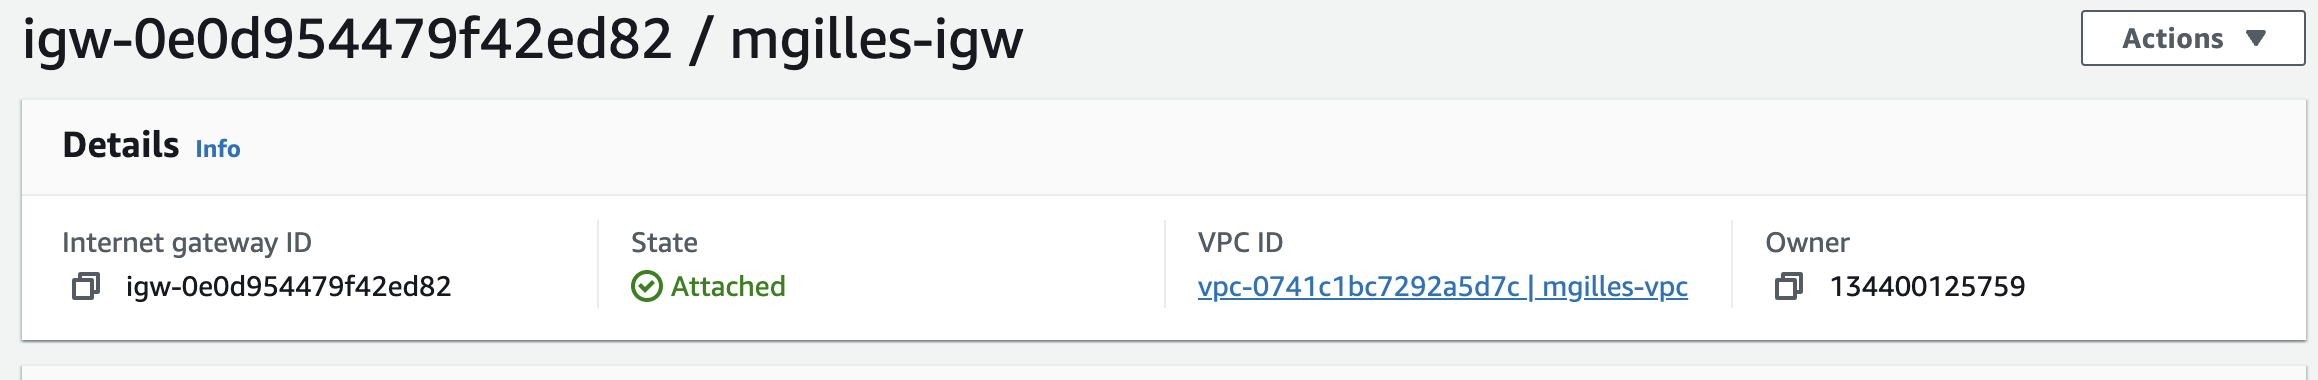 igw-0e0d954479f42ed82 / mgilles-igw
Actions
Details Info
Internet gateway ID
igw-0e0d954479f42ed82
State
Attached
VPC ID
vpc-0741c1bc7292a5d7c | mgilles-vpc
Owner
134400125759